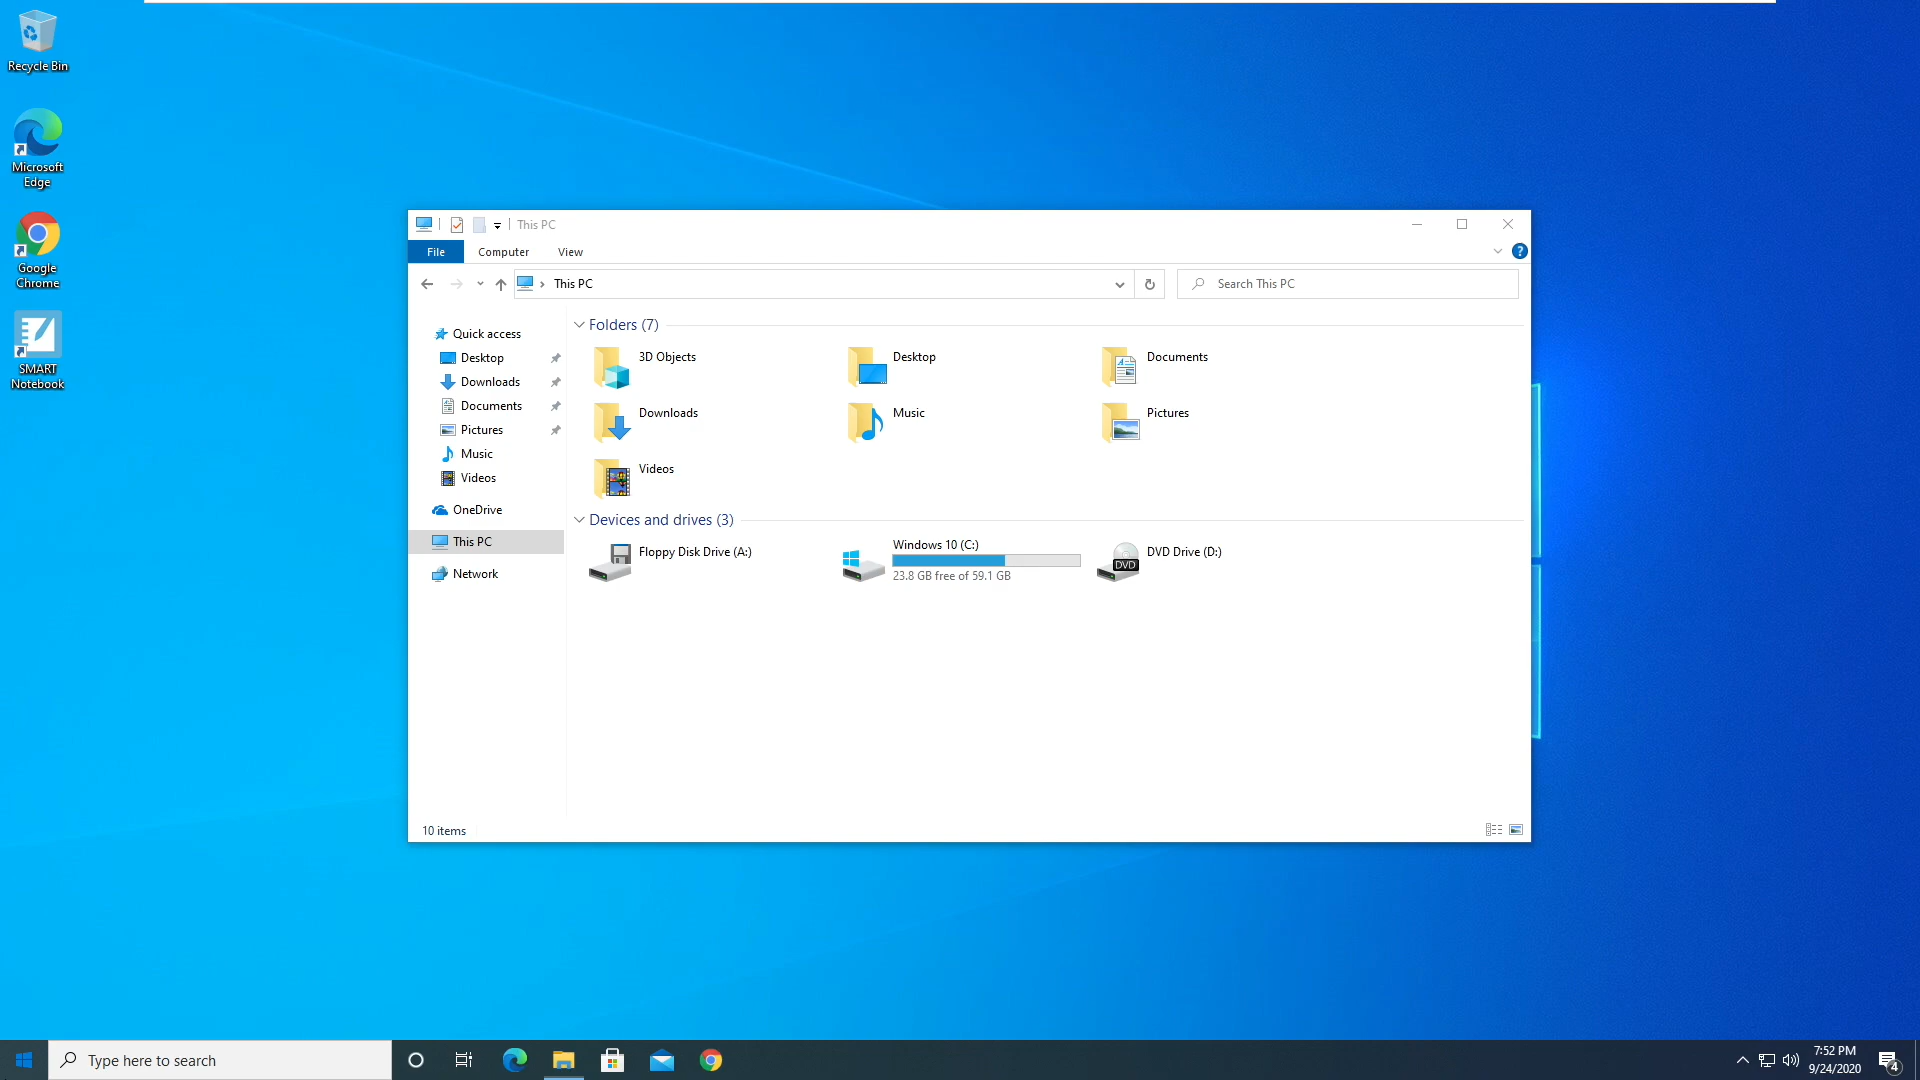 Recycle Bin
Microsoft
Edge
Google
Chrome
SMART
Notebook
This PC
File
Computer
View
?
This PC
Search This PC
Quick access
Desktop
Downloads
Documents
Pictures
Music
Videos
OneDrive
This PC
Network
Folders (7)
3D Objects
Desktop
Documents
Downloads
Music
Pictures
Videos
Devices and drives (3)
Floppy Disk Drive (A:)
Windows 10 (C:)
23.8 GB free of 59.1 GB
DVD
DVD Drive (D:)
10 items
Type here to search
7:52 PM
9/24/2020
4